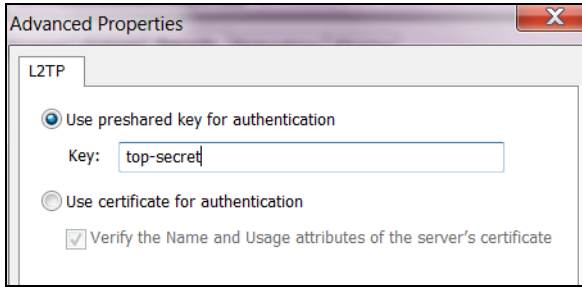 Advanced Properties
L2TP
Use preshared key for authentication
Key: top-secret
Use certificate for authentication
Verify the Name and Usage attributes of the server's certificate